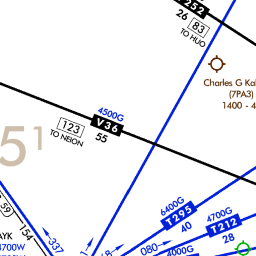 252
26
83
TO HUO
Charles G Ka
(7PA3)
1400 - 4
4500G
123
V36
55
TO NEION
5¹
6400G
T295
40
4700G
T212
28
59
154
AYK
4700W
337
080
4000G